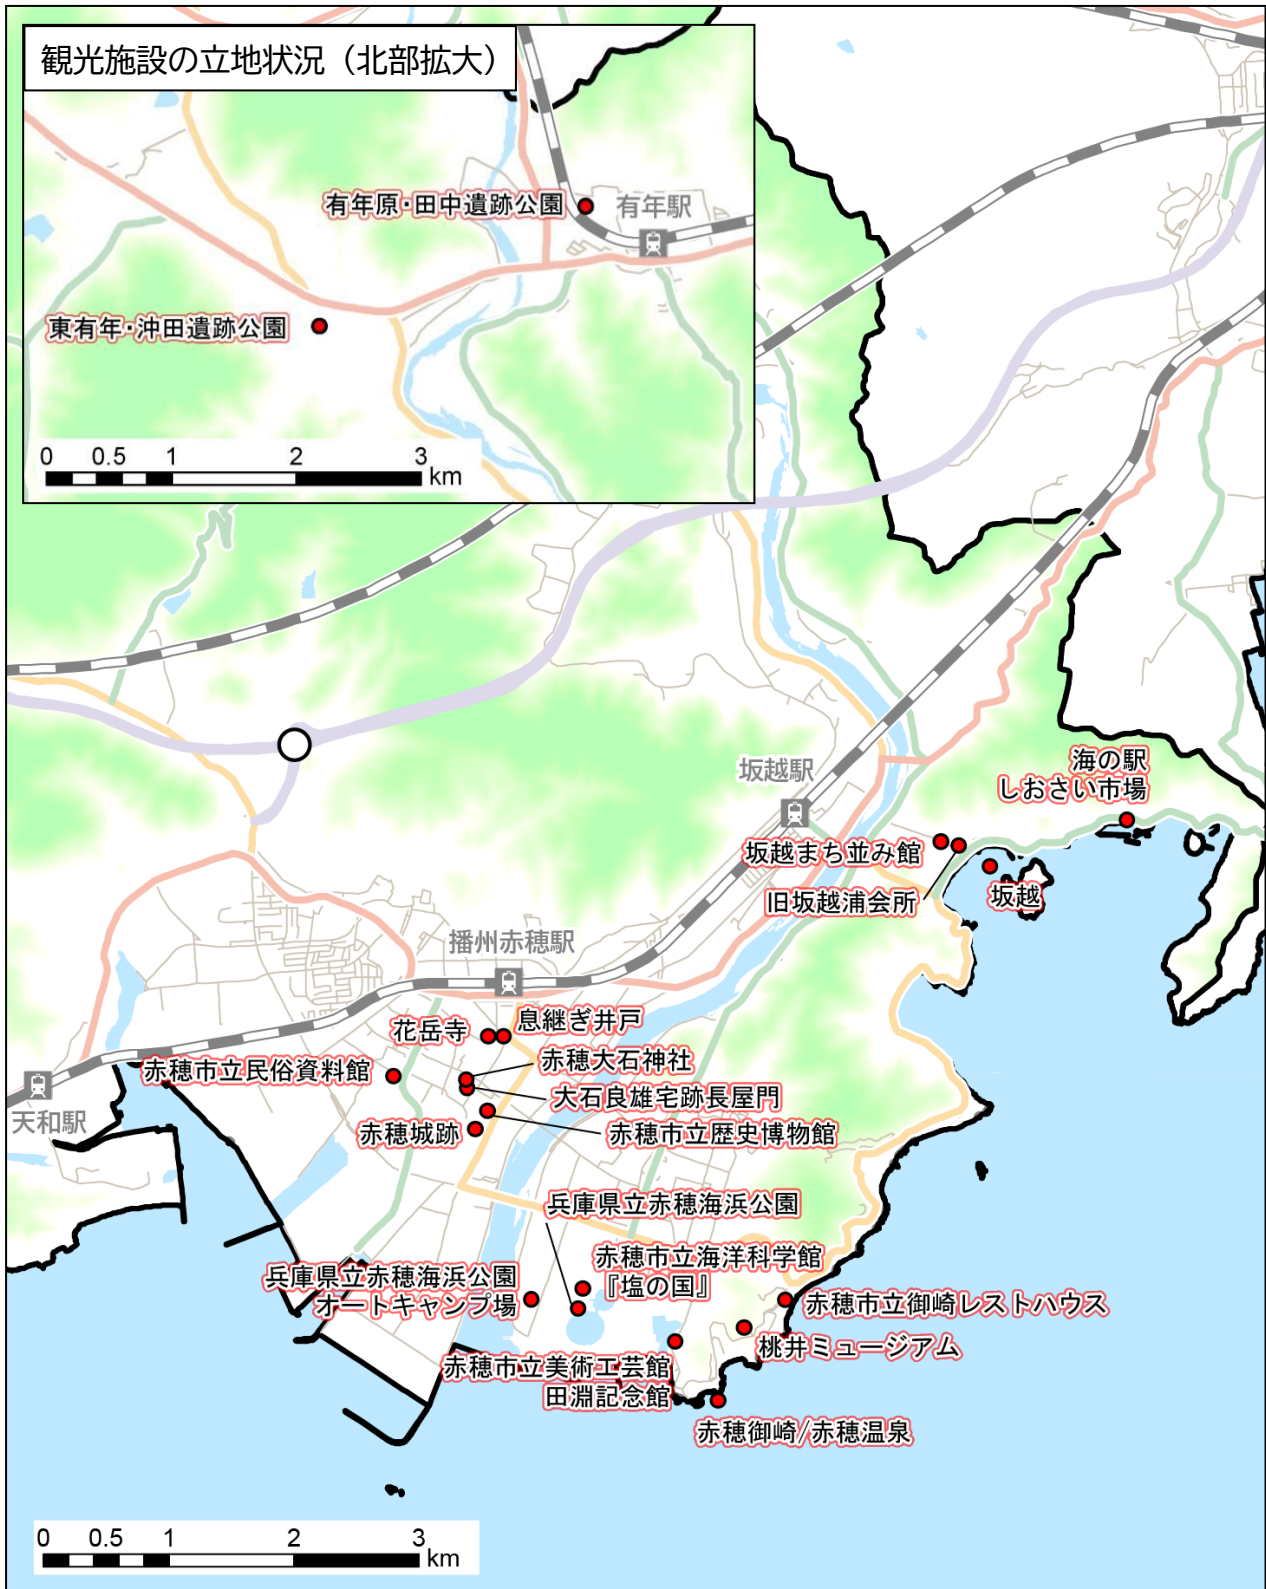 観光施設の立地状況（北部拡大）
有年原・田中遺跡公園
有年駅
東有年・沖田遺跡公園
0 0.5 1 2 3
km
坂越駅
海の駅
しおさい市場
坂越まち並み館
旧坂越浦会所
坂越
播州赤穂駅
花岳寺
息継ぎ井戸
赤穂大石神社
赤穂市立民俗資料館
大石良雄宅跡長屋門
天和駅
赤穂城跡
赤穂市立歴史博物館
兵庫県立赤穂海浜公園
赤穂市立海洋科学館
『塩の国』
兵庫県立赤穂海浜公園
オートキャンプ場
赤穂市立御崎レストハウス
桃井ミュージアム
赤穂市立美術工芸館
田淵記念館
赤穂御崎/赤穂温泉
0 0.5 1 2 3
km